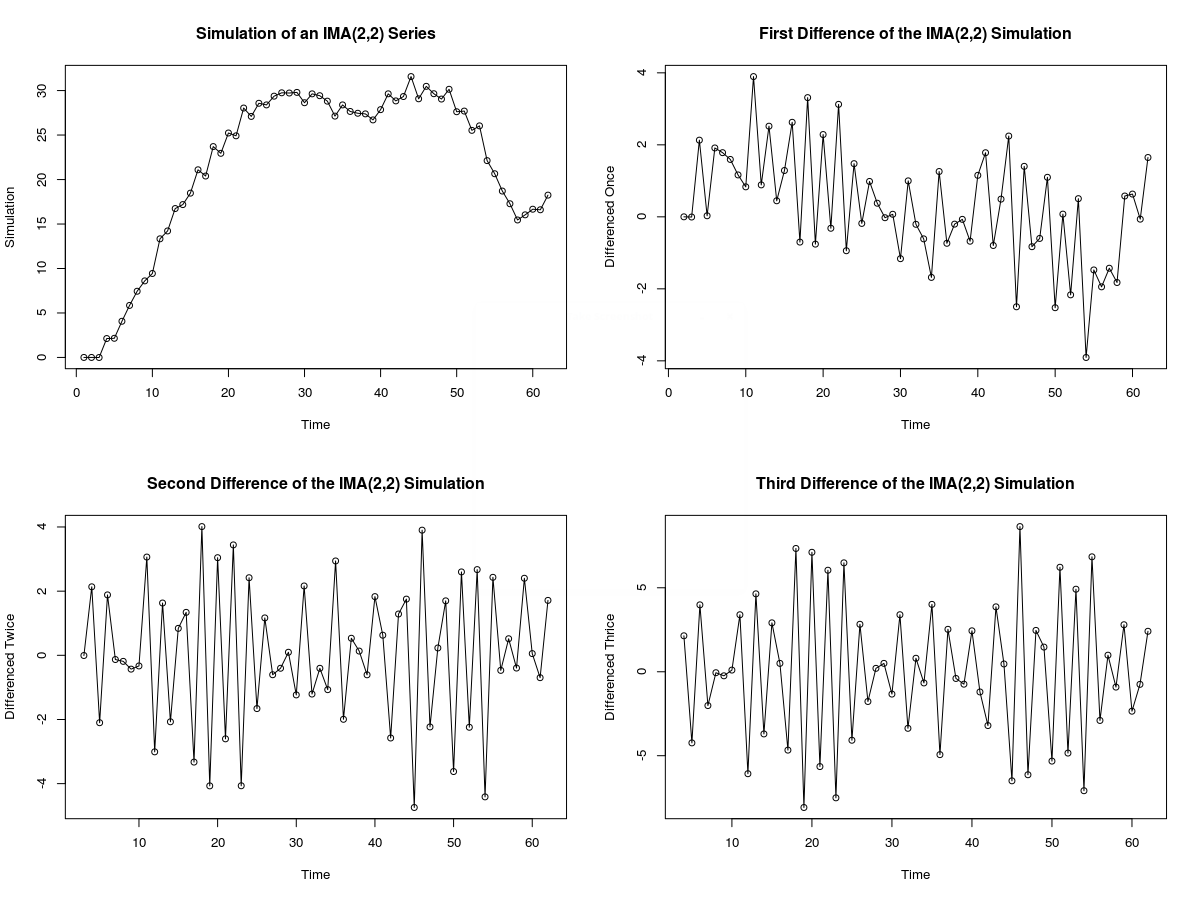 Simulation of an IMA(2,2) Series
Simulation
0 5 10 15 20 25 30
0 10 20 30 40 50 60
Time
First Difference of the IMA(2,2) Simulation
Differenced Once
-4 -2 0 2 4
0 10 20 30 40 50 60
Time
Second Difference of the IMA(2,2) Simulation
Differenced Twice
-4 -2 0 2 4
10 20 30 40 50 60
Time
Third Difference of the IMA(2,2) Simulation
Differenced Thrice
-5 0 5
10 20 30 40 50 60
Time